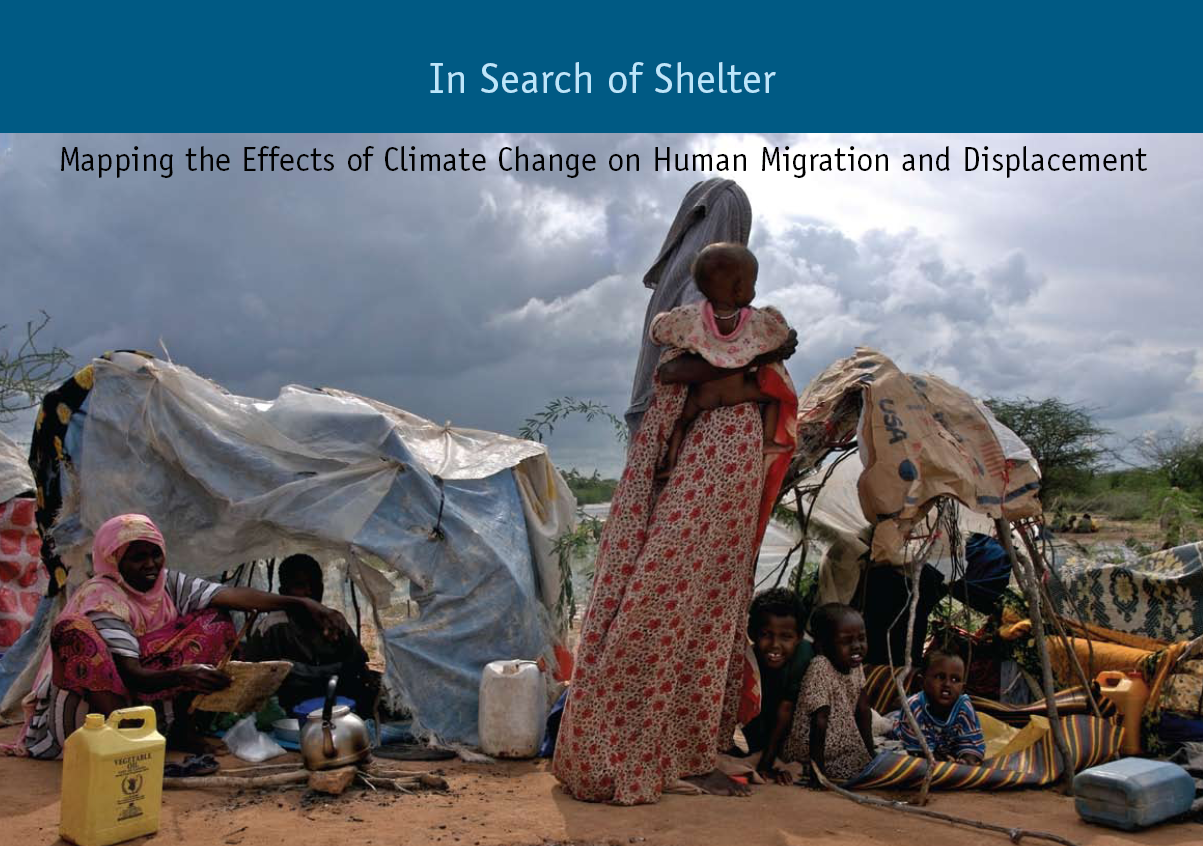 In Search of Shelter
Mapping the Effects of Climate Change on Human Migration and Displacement
USA
VEGETABLE
OIL